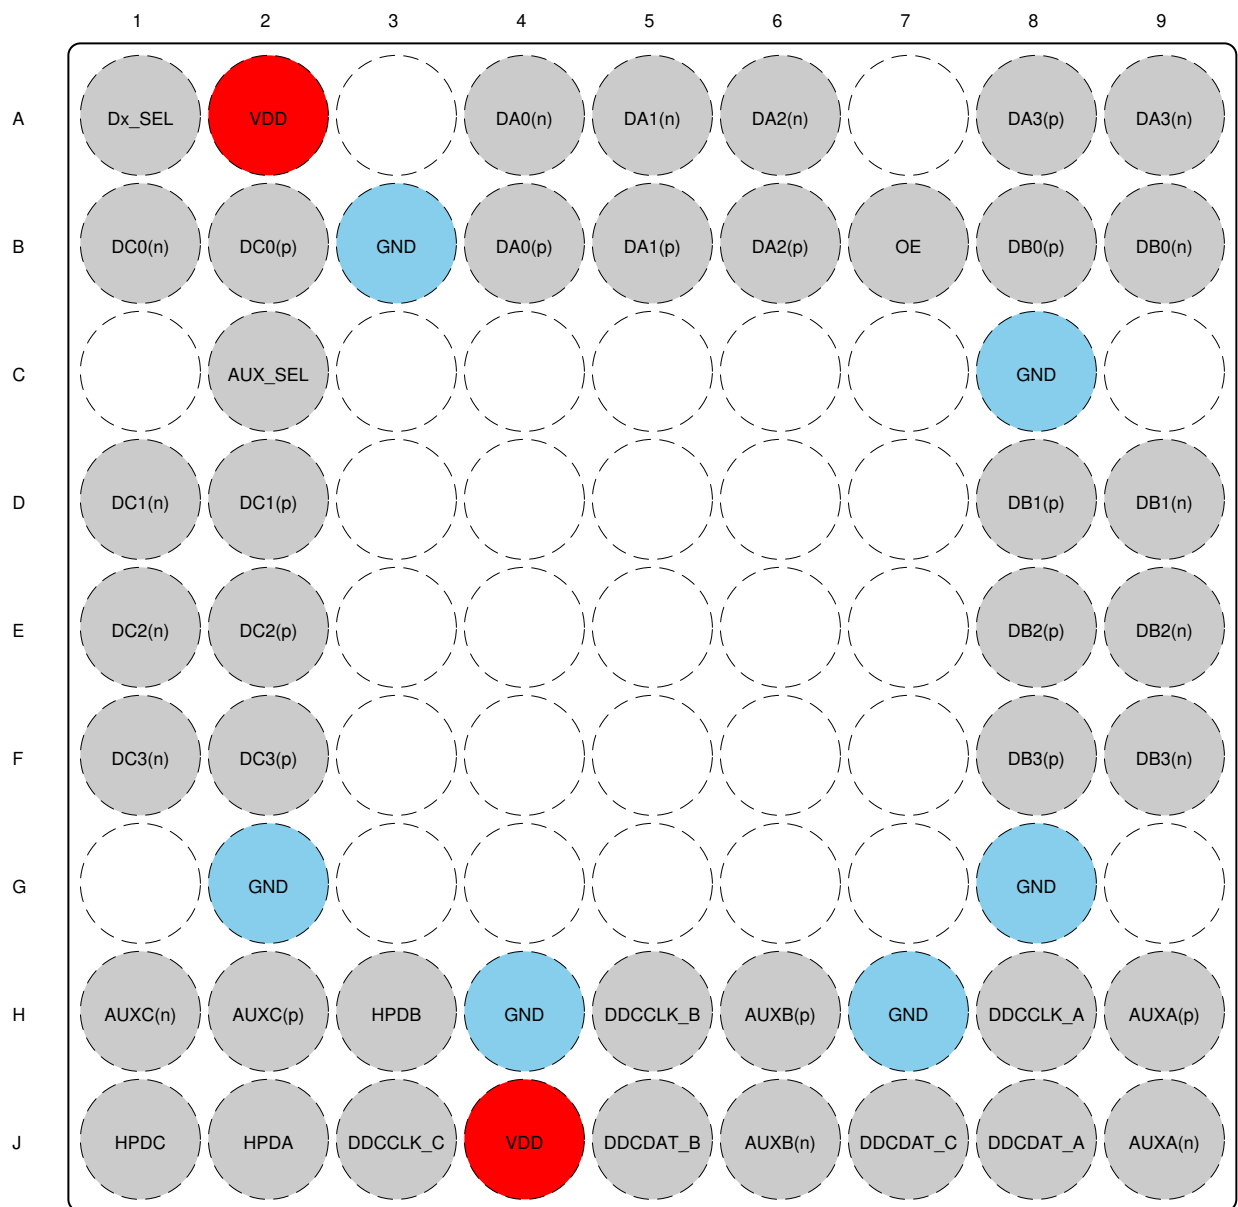 1 2 3 4 5 6 7 8 9
A Dx_SEL VDD DA0(n) DA1(n) DA2(n) DA3(p) DA3(n)
B DC0(n) DC0(p) GND DA0(p) DA1(p) DA2(p) OE DB0(p) DB0(n)
C AUX_SEL GND
D DC1(n) DC1(p) DB1(p) DB1(n)
E DC2(n) DC2(p) DB2(p) DB2(n)
F DC3(n) DC3(p) DB3(p) DB3(n)
G GND GND
H AUXC(n) AUXC(p) HPDB GND DDCCLK_B AUXB(p) GND DDCCLK_A AUXA(p)
J HPDC HPDA DDCCLK_C VDD DDCDAT_B AUXB(n) DDCDAT_C DDCDAT_A AUXA(n)